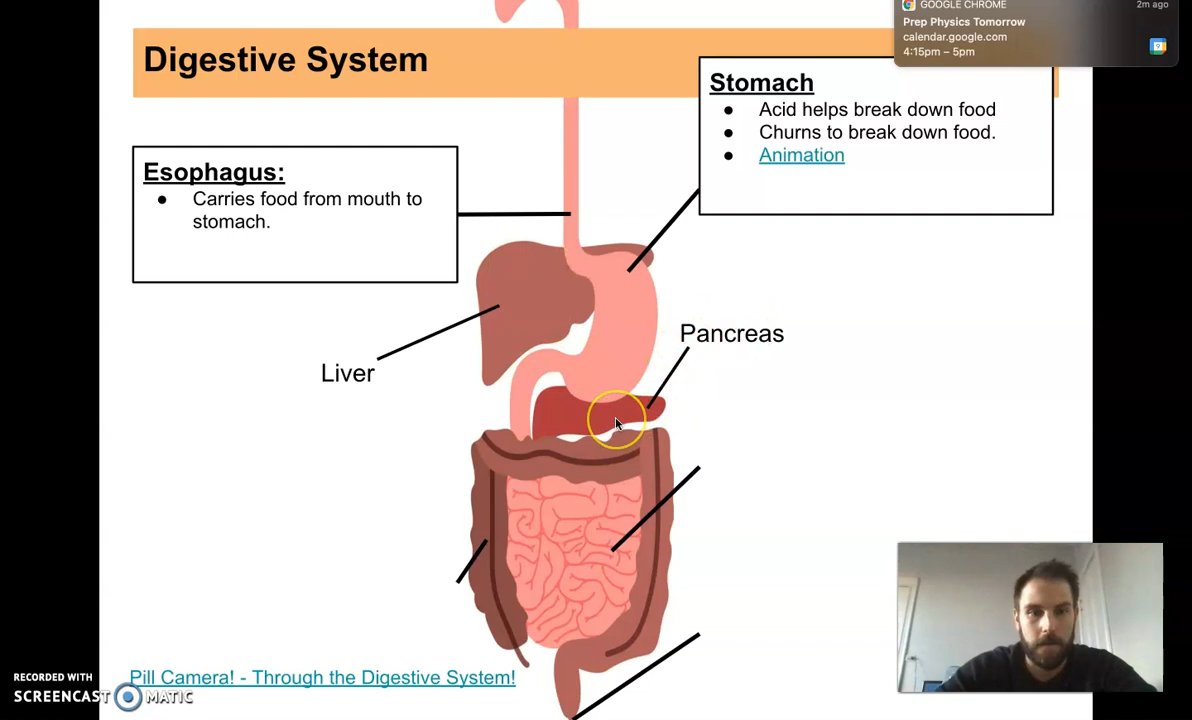 GOOGLE CHROME 2m ago
Prep Physics Tomorrow
calendar.google.com
4:15pm – 5pm
Digestive System
Stomach
● Acid helps break down food
● Churns to break down food.
● Animation
Esophagus:
● Carries food from mouth to
stomach.
Pancreas
Liver
Pill Camera! - Through the Digestive System!
RECORDED WITH
SCREENCAST MATIC